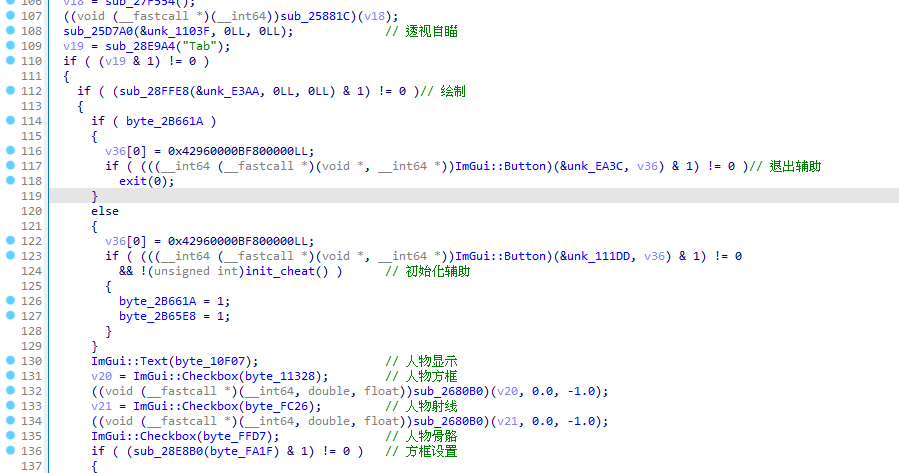 106 v18 = sub_27F554();
107 ((void (__fastcall *)(__int64))sub_25881C)(v18);
108 sub_25D7A0(&unk_1103F, 0LL, 0LL); // 透视自瞄
109 v19 = sub_28E9A4("Tab");
110 if ( (v19 & 1) != 0 )
111 {
112 if ( (sub_28FFE8(&unk_E3AA, 0LL, 0LL) & 1) != 0 )// 绘制
113 {
114 if ( byte_2B661A )
115 {
116 v36[0] = 0x42960000BF800000LL;
117 if ( (((__int64 (__fastcall *)(void *, __int64 *))ImGui::Button)(&unk_EA3C, v36) & 1) != 0 )// 退出辅助
118 exit(0);
119 }
120 else
121 {
122 v36[0] = 0x42960000BF800000LL;
123 if ( (((__int64 (__fastcall *)(void *, __int64 *))ImGui::Button)(&unk_111DD, v36) & 1) != 0
124 && !(unsigned int)init_cheat() ) // 初始化辅助
125 {
126 byte_2B661A = 1;
127 byte_2B65E8 = 1;
128 }
129 }
130 ImGui::Text(byte_10F07); // 人物显示
131 v20 = ImGui::Checkbox(byte_11328); // 人物方框
132 ((void (__fastcall *)(__int64, double, float))sub_2680B0)(v20, 0.0, -1.0);
133 v21 = ImGui::Checkbox(byte_FC26); // 人物射线
134 ((void (__fastcall *)(__int64, double, float))sub_2680B0)(v21, 0.0, -1.0);
135 ImGui::Checkbox(byte_FFD7); // 人物骨骼
136 if ( (sub_28E8B0(byte_FA1F) & 1) != 0 ) // 方框设置
137 {